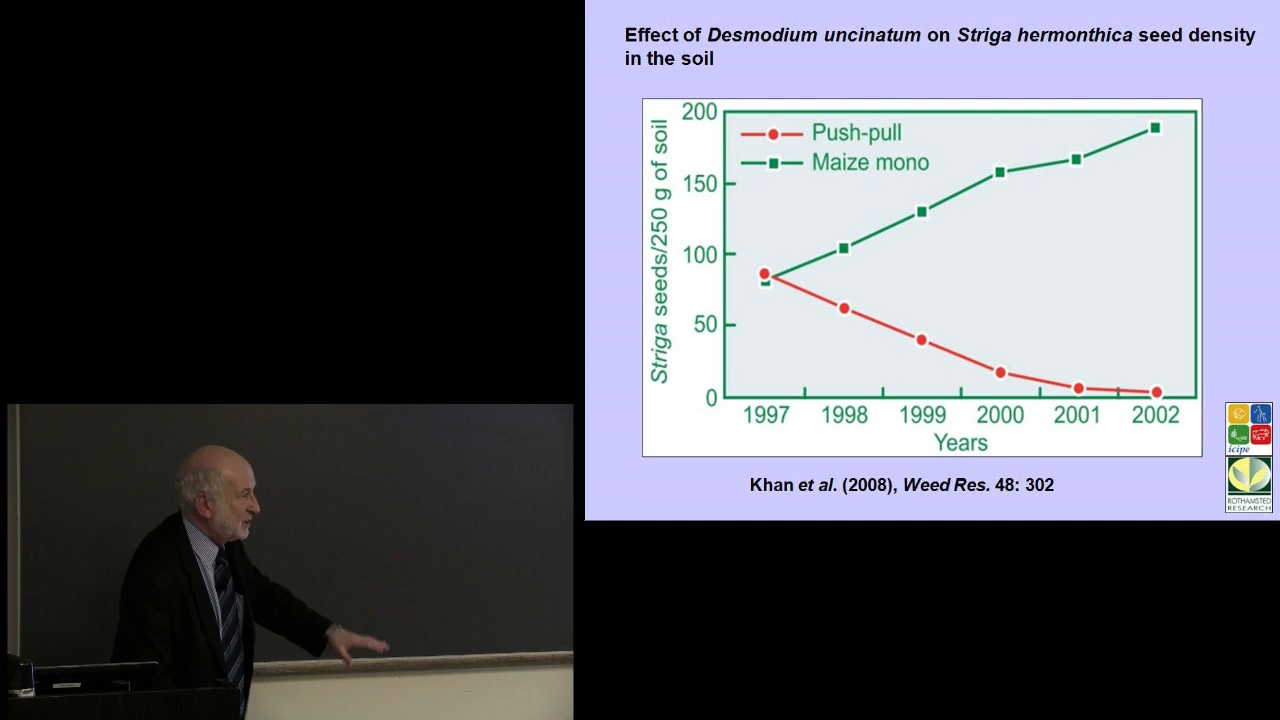 Effect of Desmodium uncinatum on Striga hermonthica seed density
in the soil
Striga seeds/250 g of soil
200
150
100
50
0
Push-pull
Maize mono
1997 1998 1999 2000 2001 2002
Years
Khan et al. (2008), Weed Res. 48: 302
icipe
ROTHAMSTED
RESEARCH